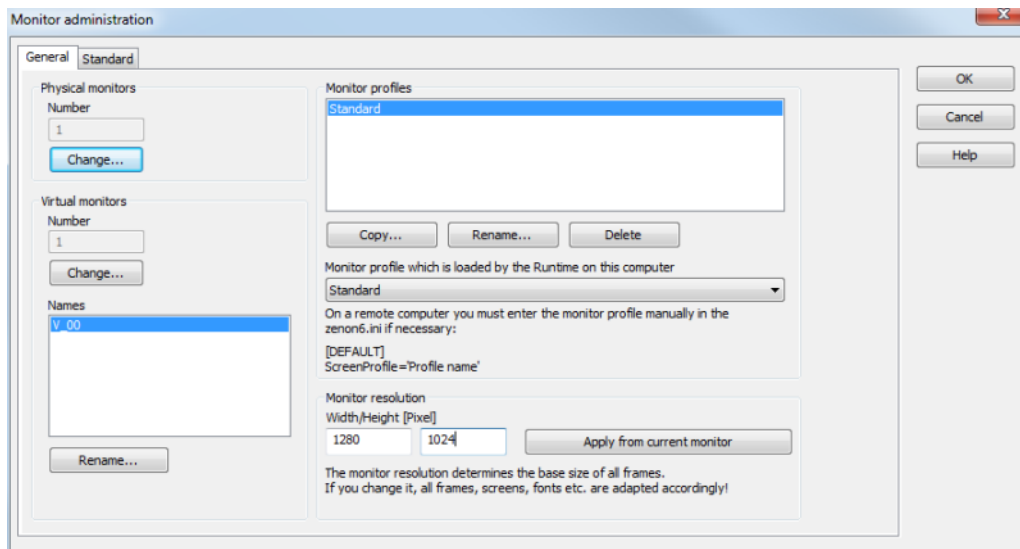 Monitor administration
General
Standard
Physical monitors
Number
1
Change...
Virtual monitors
Number
1
Change...
Names
V_00
Rename...
Monitor profiles
Standard
Copy...
Rename...
Delete
Monitor profile which is loaded by the Runtime on this computer
Standard
On a remote computer you must enter the monitor profile manually in the
zenon6.ini if necessary:
[DEFAULT]
ScreenProfile='Profile name'
Monitor resolution
Width/Height [Pixel]
1280
1024
Apply from current monitor
The monitor resolution determines the base size of all frames.
If you change it, all frames, screens, fonts etc. are adapted accordingly!
OK
Cancel
Help